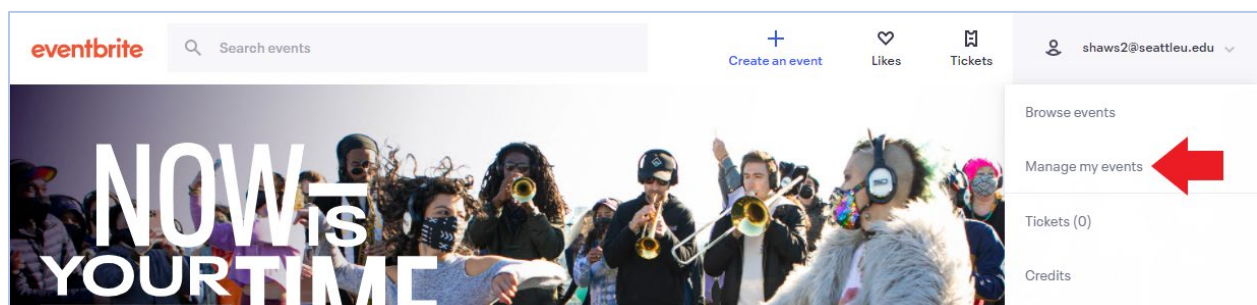 eventbrite
Search events
Create an event
Likes
Tickets
shaws2@seattleu.edu
Browse events
Manage my events
Tickets (0)
Credits
NOW
is
YOUR TIME